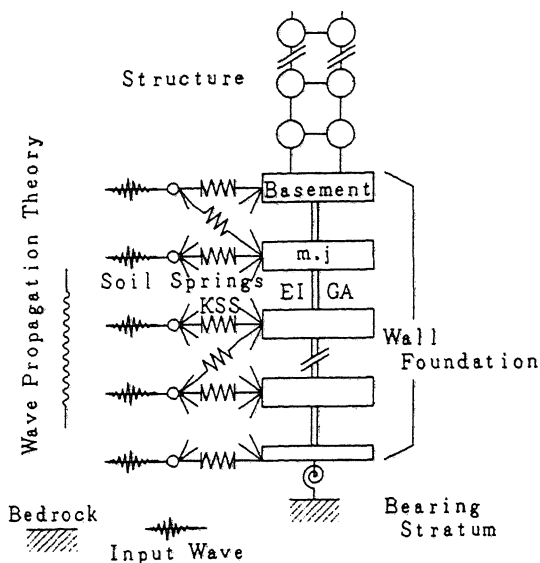 Structure
Basement
m.j
Soil Springs
KSS
EI GA
Wave Propagation Theory
Wall
Foundation
Bedrock
Input Wave
Bearing
Stratum